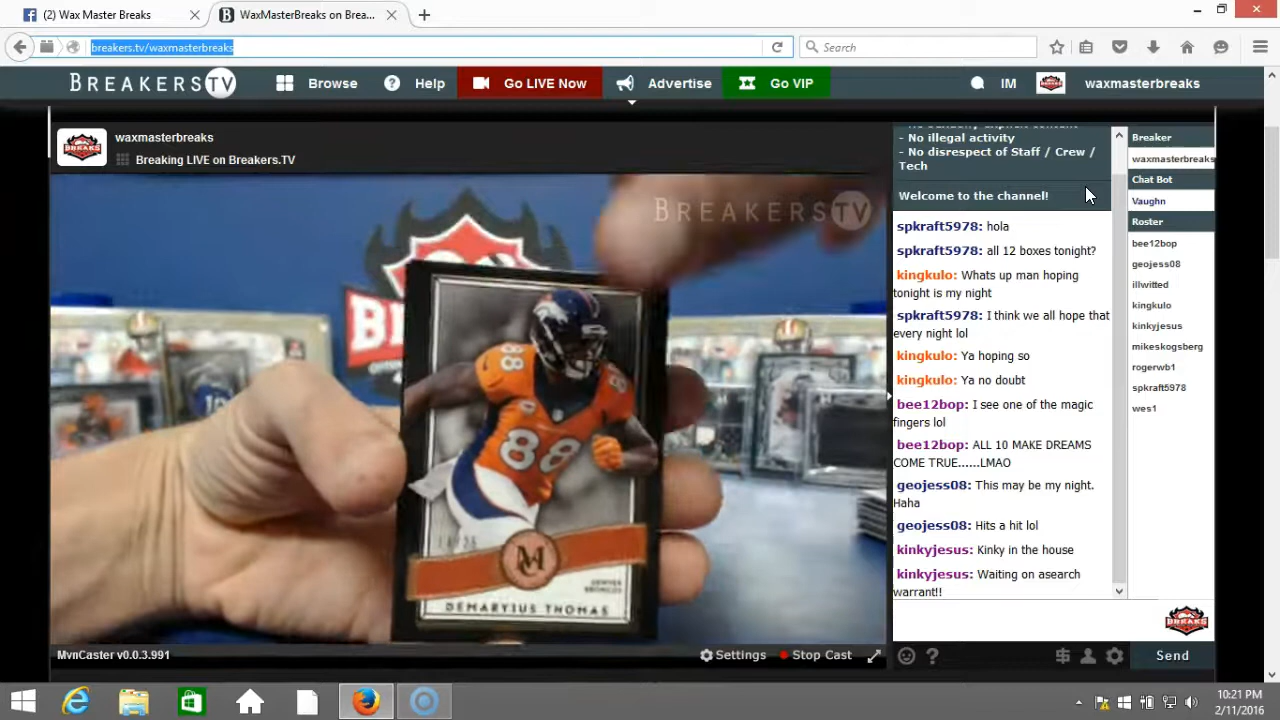 (2) Wax Master Breaks
WaxMasterBreaks on Brea...
breakers.tv/waxmasterbreaks
Search
BREAKERSTV
Browse
Help
Go LIVE Now
Advertise
Go VIP
IM
waxmasterbreaks
waxmasterbreaks
Breaking LIVE on Breakers.TV
BREAKERSTV
88
88
M
DENVER
BRONCOS
DEMARYIUS THOMAS
MvnCaster v0.0.3.991
Settings
Stop Cast
- No illegal activity
- No disrespect of Staff / Crew /
Tech
Welcome to the channel!
spkraft5978: hola
spkraft5978: all 12 boxes tonight?
kingkulo: Whats up man hoping
tonight is my night
spkraft5978: I think we all hope that
every night lol
kingkulo: Ya hoping so
kingkulo: Ya no doubt
bee12bop: I see one of the magic
fingers lol
bee12bop: ALL 10 MAKE DREAMS
COME TRUE......LMAO
geojess08: This may be my night.
Haha
geojess08: Hits a hit lol
kinkyjesus: Kinky in the house
kinkyjesus: Waiting on asearch
warrant!!
Send
Breaker
waxmasterbreaks
Chat Bot
Vaughn
Roster
bee12bop
geojess08
illwitted
kingkulo
kinkyjesus
mikeskogsberg
rogerwb1
spkraft5978
wes1
10:21 PM
2/11/2016